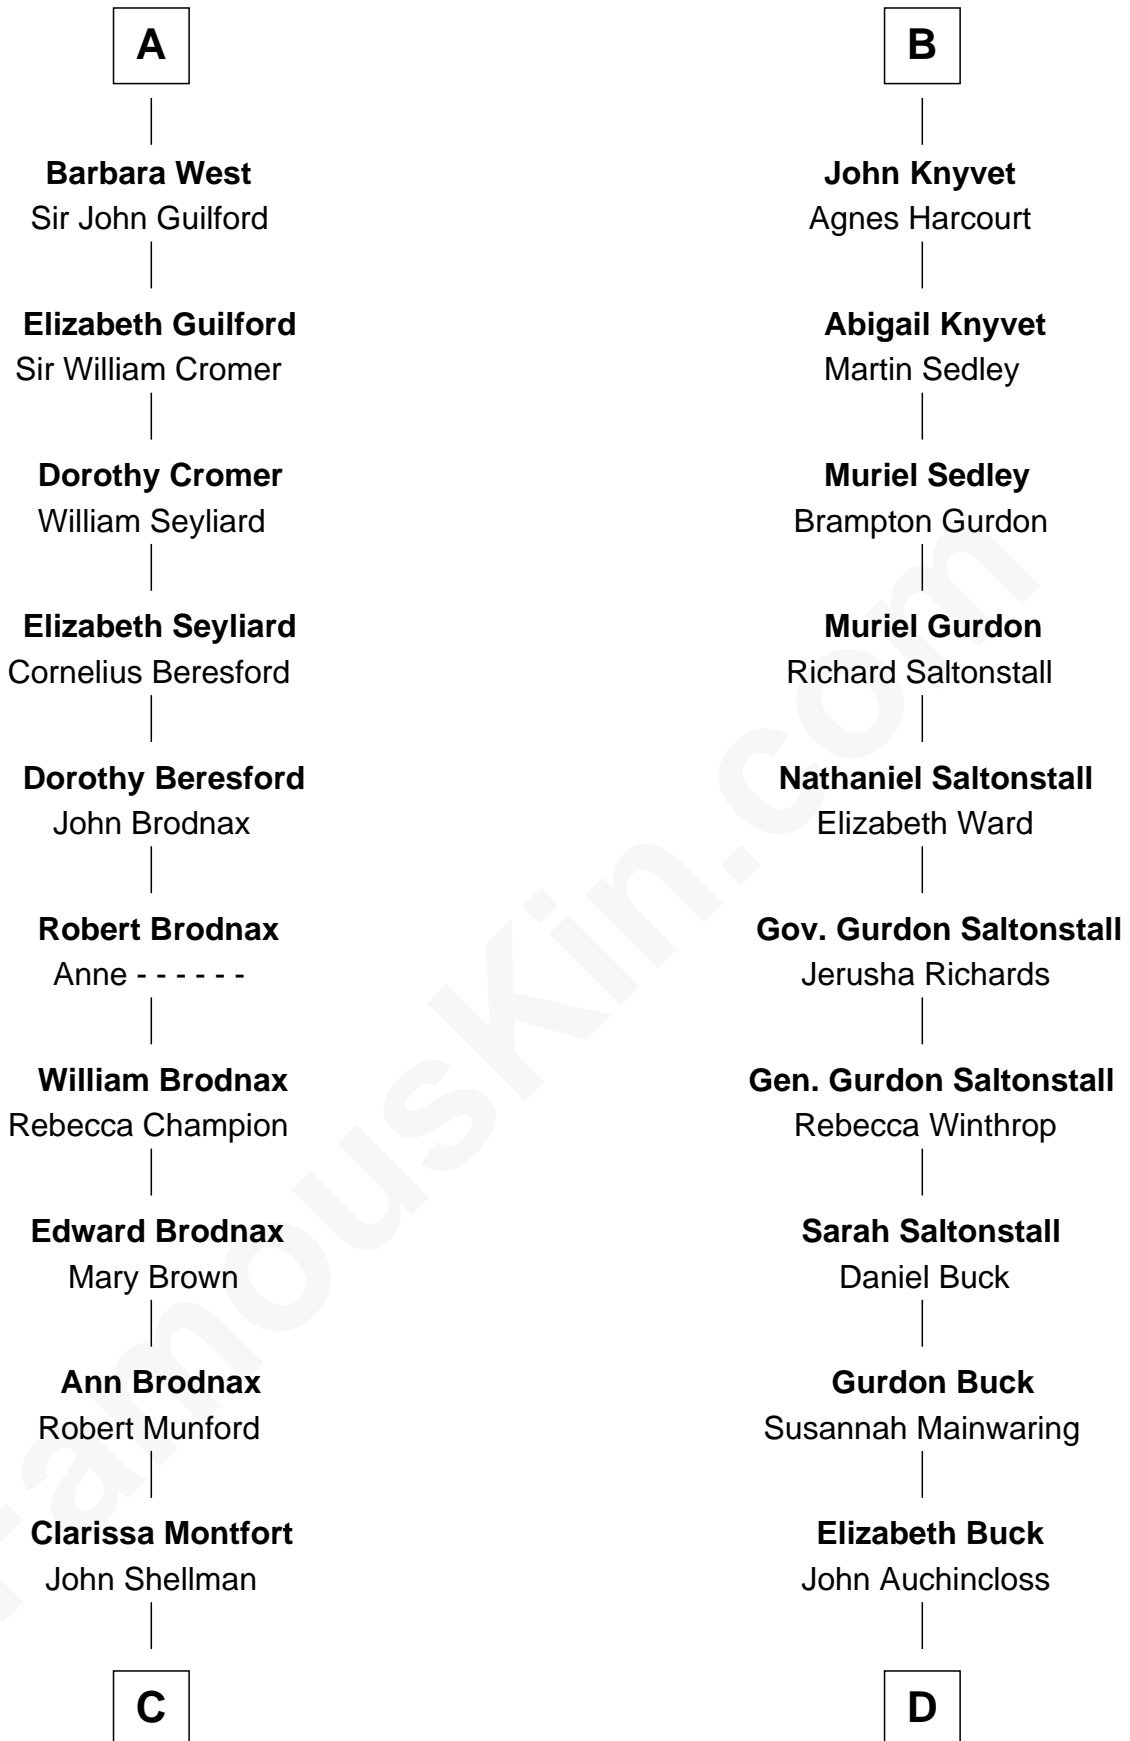 A
Barbara West
Sir John Guilford
Elizabeth Guilford
Sir William Cromer
Dorothy Cromer
William Seyliard
Elizabeth Seyliard
Cornelius Beresford
Dorothy Beresford
John Brodnax
Robert Brodnax
Anne - - - - - -
William Brodnax
Rebecca Champion
Edward Brodnax
Mary Brown
Ann Brodnax
Robert Munford
Clarissa Montfort
John Shellman
C
B
John Knyvet
Agnes Harcourt
Abigail Knyvet
Martin Sedley
Muriel Sedley
Brampton Gurdon
Muriel Gurdon
Richard Saltonstall
Nathaniel Saltonstall
Elizabeth Ward
Gov. Gurdon Saltonstall
Jerusha Richards
Gen. Gurdon Saltonstall
Rebecca Winthrop
Sarah Saltonstall
Daniel Buck
Gurdon Buck
Susannah Mainwaring
Elizabeth Buck
John Auchincloss
D
FamousKin.com